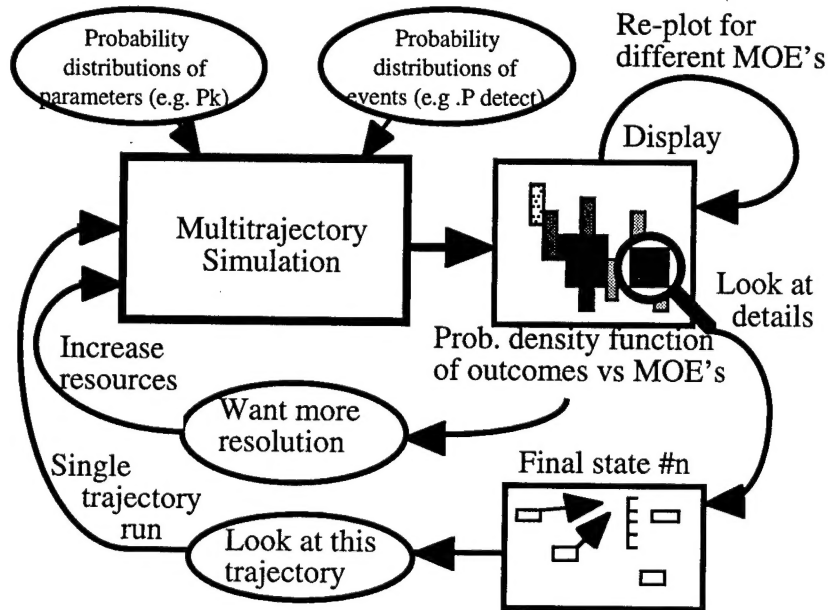 Probability
distributions of
parameters (e.g. Pk)
Probability
distributions of
events (e.g .P detect)
Re-plot for
different MOE's
Display
Multitrajectory
Simulation
Look at
details
Prob. density function
of outcomes vs MOE's
Increase
resources
Want more
resolution
Single
trajectory
run
Final state #n
Look at this
trajectory